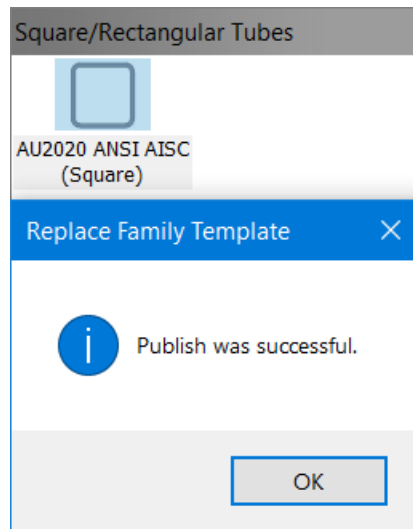 Square/Rectangular Tubes
AU2020 ANSI AISC
(Square)
Replace Family Template
Publish was successful.
OK